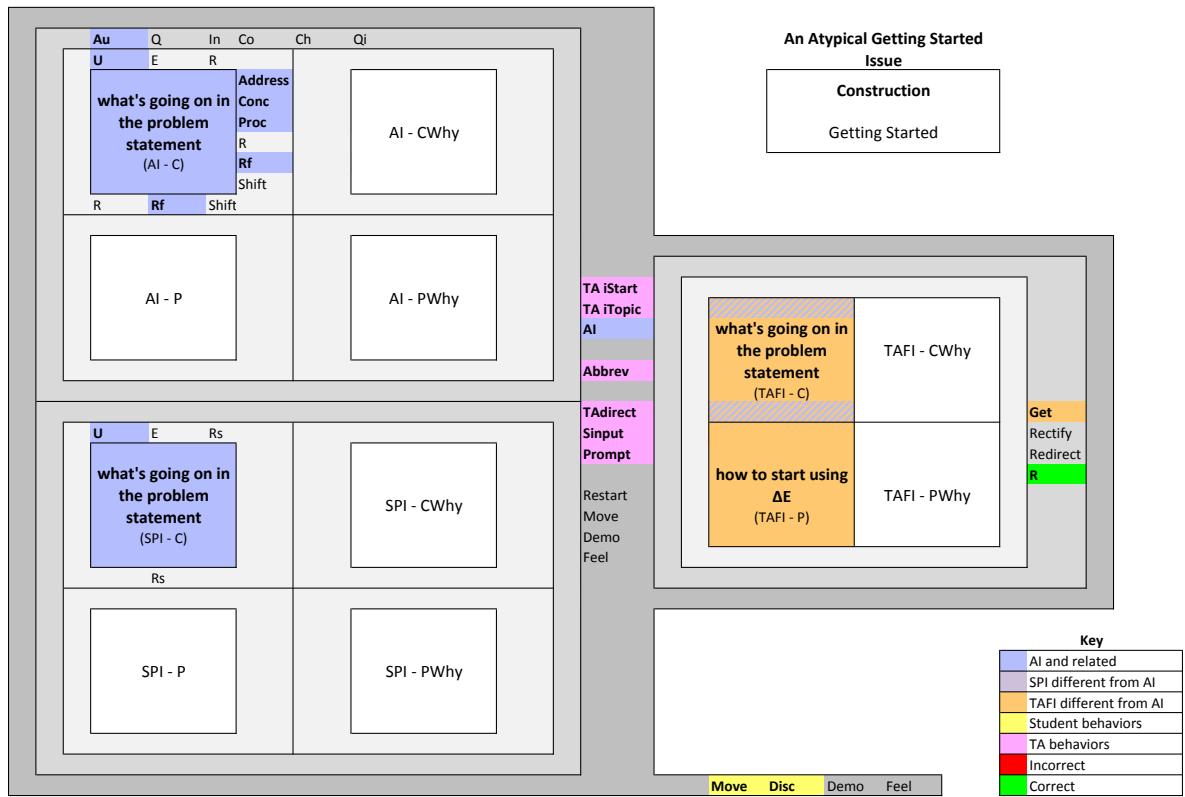 An Atypical Getting Started
Issue
Construction
Getting Started
Au Q In Co Ch Qi
U E R
what's going on in
the problem
statement
(AI - C)
Address
Conc
Proc
R
Rf
Shift
R Rf Shift
AI - CWhy
AI - P
AI - PWhy
U E Rs
what's going on in
the problem
statement
(SPI - C)
Rs
SPI - CWhy
SPI - P
SPI - PWhy
TA iStart
TA iTopic
AI
Abbrev
TAdirect
Sinput
Prompt
Restart
Move
Demo
Feel
what's going on in
the problem
statement
(TAFI - C)
TAFI - CWhy
how to start using
ΔE
(TAFI - P)
TAFI - PWhy
Get
Rectify
Redirect
R
Move Disc Demo Feel
Key
AI and related
SPI different from AI
TAFI different from AI
Student behaviors
TA behaviors
Incorrect
Correct